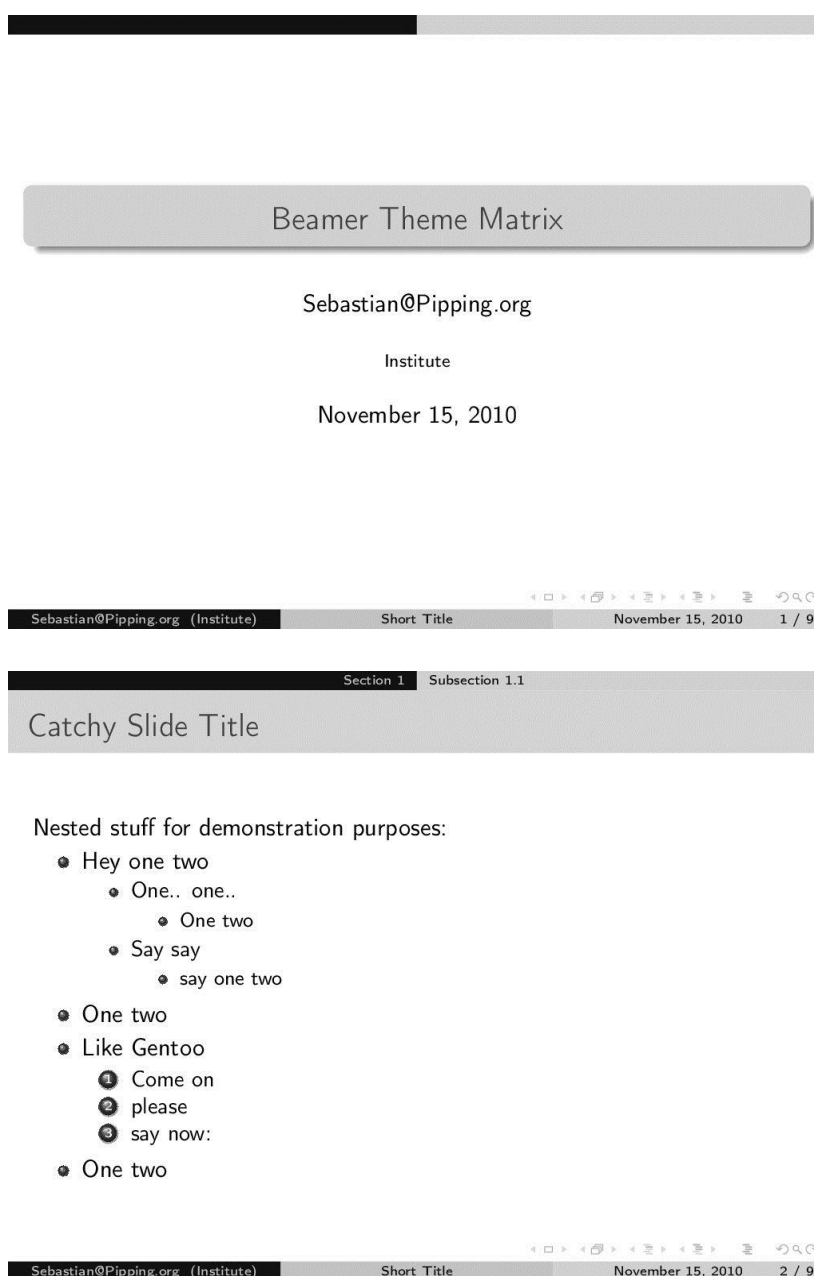 Beamer Theme Matrix
Sebastian@Pipping.org
Institute
November 15, 2010
Sebastian@Pipping.org (Institute) Short Title November 15, 2010 1 / 9
Section 1 Subsection 1.1
Catchy Slide Title
Nested stuff for demonstration purposes:
Hey one two
One.. one..
One two
Say say
say one two
One two
Like Gentoo
1 Come on
2 please
3 say now:
One two
Sebastian@Pipping.org (Institute) Short Title November 15, 2010 2 / 9